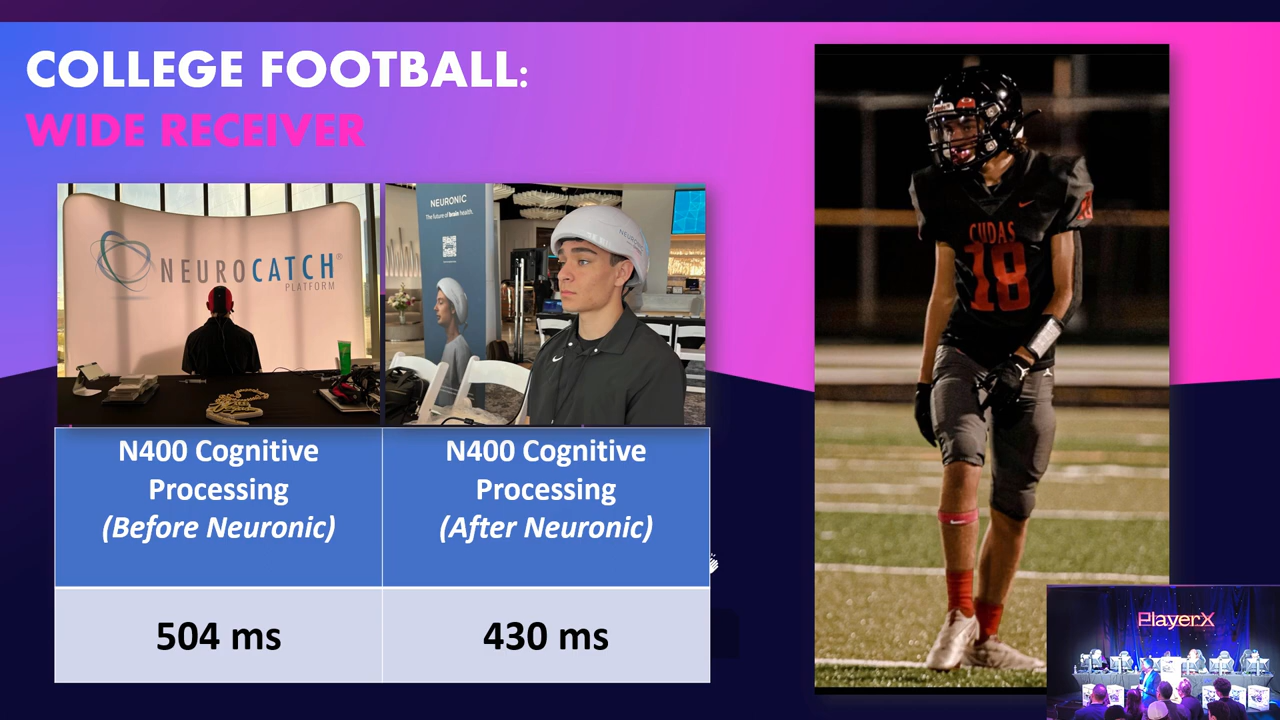 COLLEGE FOOTBALL:
WIDE RECEIVER
NEUROCATCH®
PLATFORM
NEURONIC
The future of brain health.
NEURONIC
CUDAS
18
N400 Cognitive
Processing
(Before Neuronic)
N400 Cognitive
Processing
(After Neuronic)
504 ms
430 ms
PlayerX